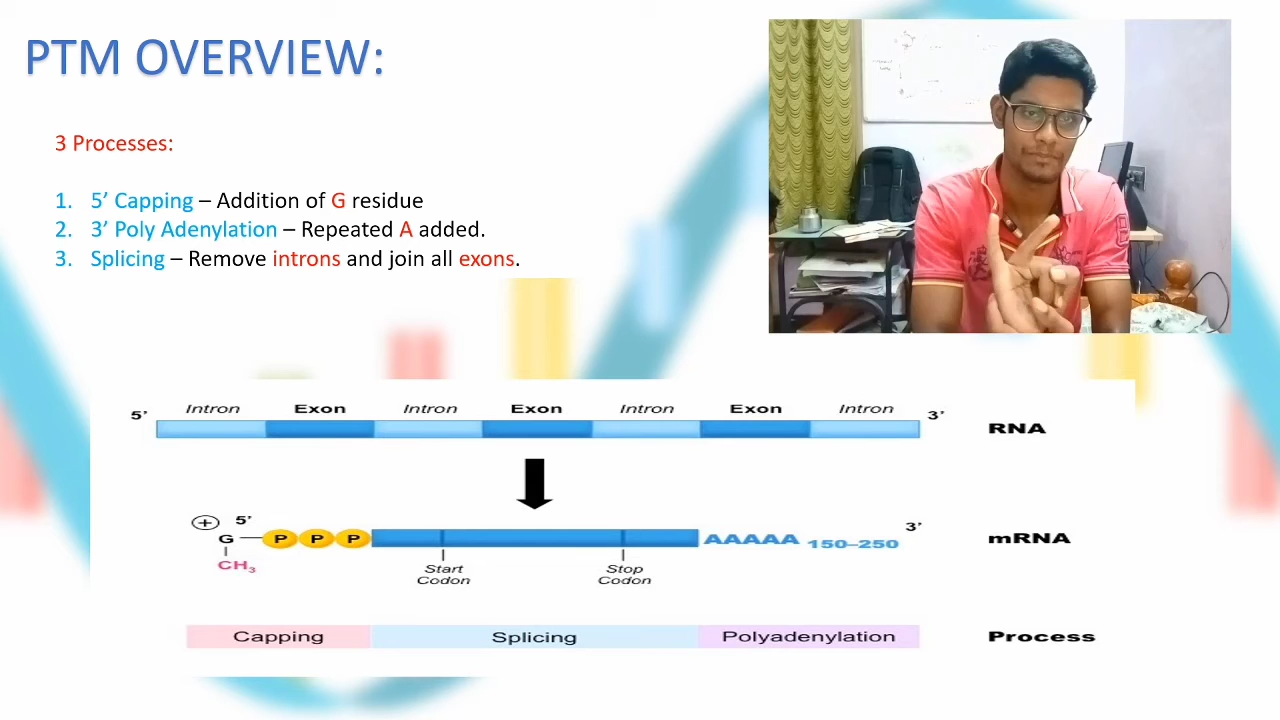 PTM OVERVIEW:
3 Processes:
1. 5’ Capping – Addition of G residue
2. 3’ Poly Adenylation – Repeated A added.
3. Splicing – Remove introns and join all exons.
5’ Intron Exon Intron Exon Intron Exon Intron 3’ RNA
+ 5’ 3’
G P P P AAAAA 150–250 mRNA
CH₃ Start Codon Stop Codon
Capping Splicing Polyadenylation Process